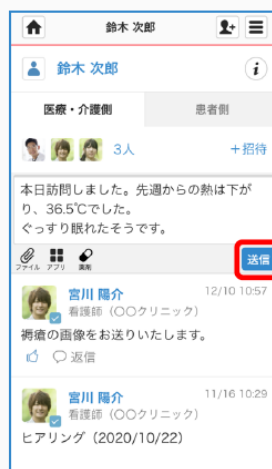 鈴木 次郎
鈴木 次郎
i
医療・介護側 患者側
3人 +招待
本日訪問しました。先週からの熱は下が
り、36.5℃でした。
ぐっすり眠れたそうです。
ファイル アプリ 薬剤 送信
宮川 陽介 12/10 10:57
看護師（〇〇クリニック）
褥瘡の画像をお送りいたします。
返信
宮川 陽介 11/16 10:29
看護師（〇〇クリニック）
ヒアリング（2020/10/22）